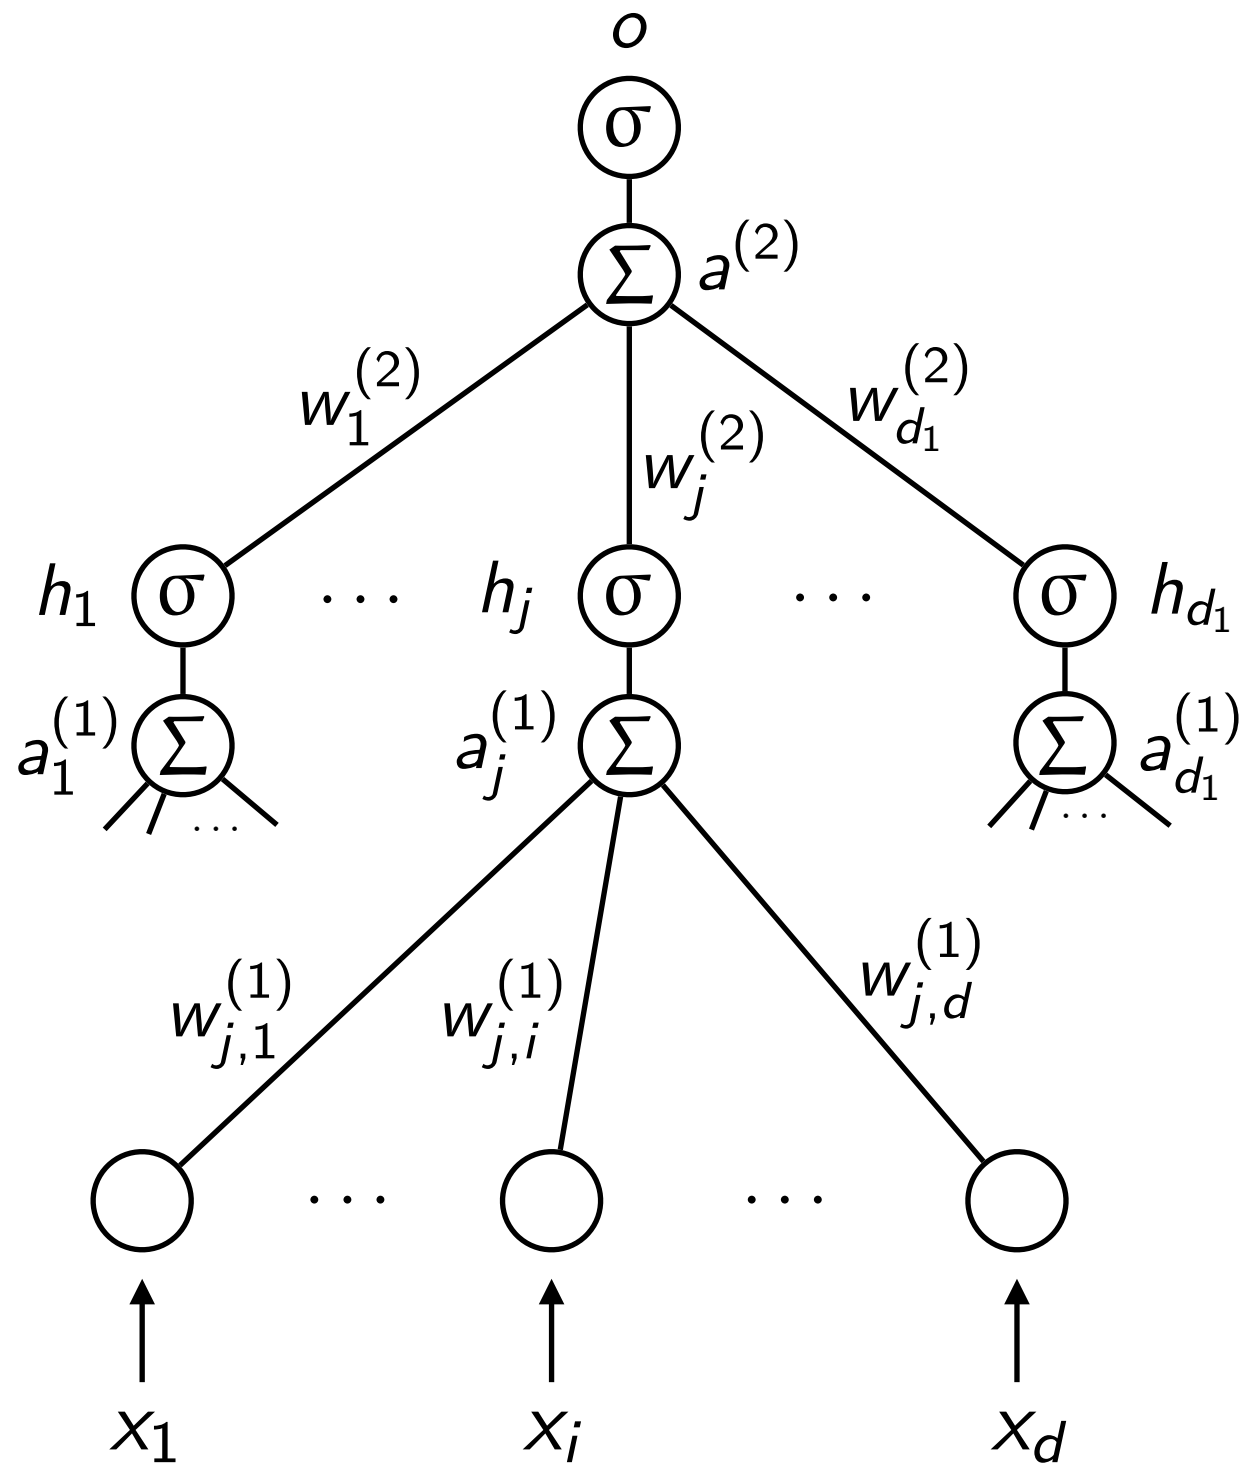 o
σ
Σ a^(2)
w_1^(2) w_j^(2) w_{d_1}^(2)
h_1 σ ... h_j σ ... σ h_{d_1}
a_1^(1) Σ a_j^(1) Σ Σ a_{d_1}^(1)
... ...
w_{j,1}^(1) w_{j,i}^(1) w_{j,d}^(1)
... ...
x_1 x_i x_d